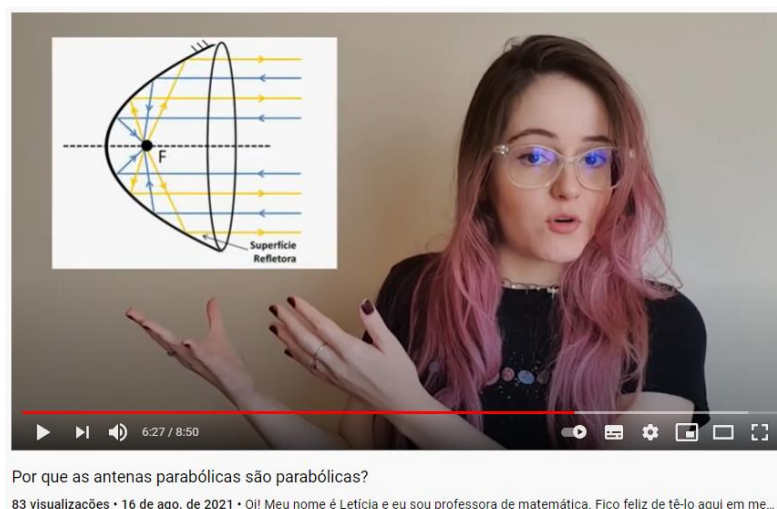 F
Superfície
Refletora
6:27 / 8:50
Por que as antenas parabólicas são parabólicas?
83 visualizações • 16 de ago. de 2021 • Oi! Meu nome é Letícia e eu sou professora de matemática. Fico feliz de tê-lo aqui em me...